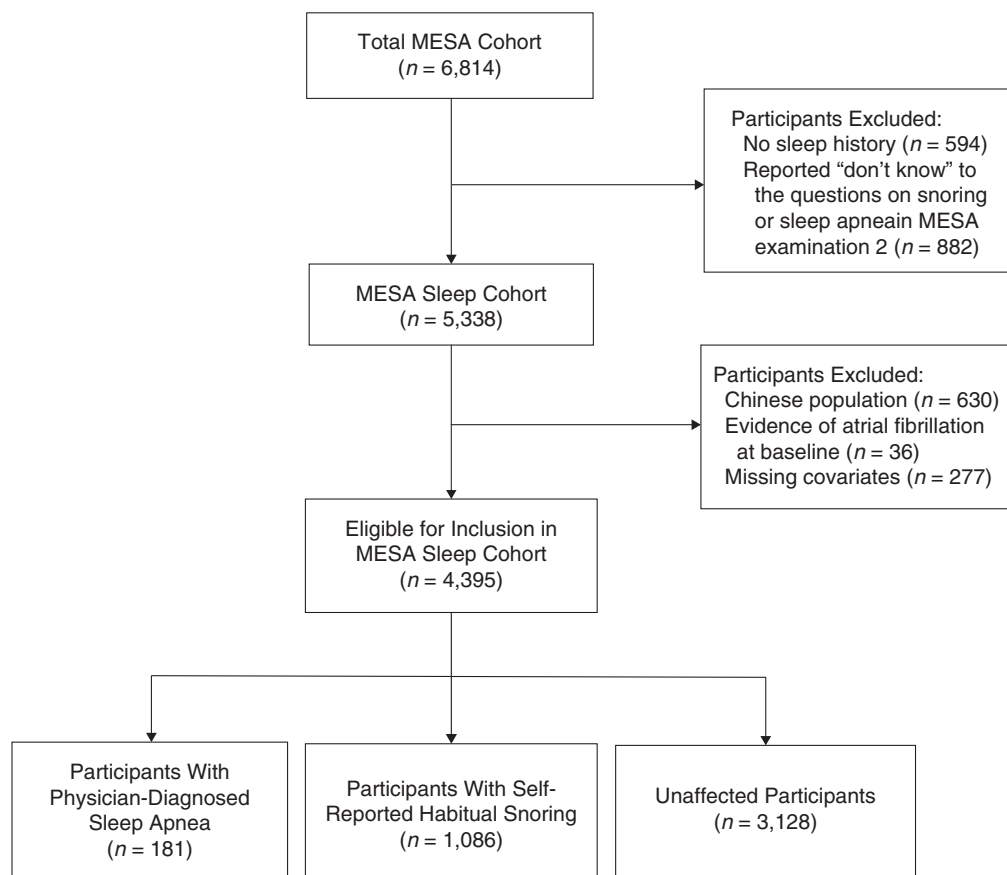 Total MESA Cohort
(n = 6,814)
Participants Excluded:
No sleep history (n = 594)
Reported “don’t know” to
the questions on snoring
or sleep apneain MESA
examination 2 (n = 882)
MESA Sleep Cohort
(n = 5,338)
Participants Excluded:
Chinese population (n = 630)
Evidence of atrial fibrillation
at baseline (n = 36)
Missing covariates (n = 277)
Eligible for Inclusion in
MESA Sleep Cohort
(n = 4,395)
Participants With
Physician-Diagnosed
Sleep Apnea
(n = 181)
Participants With Self-
Reported Habitual Snoring
(n = 1,086)
Unaffected Participants
(n = 3,128)